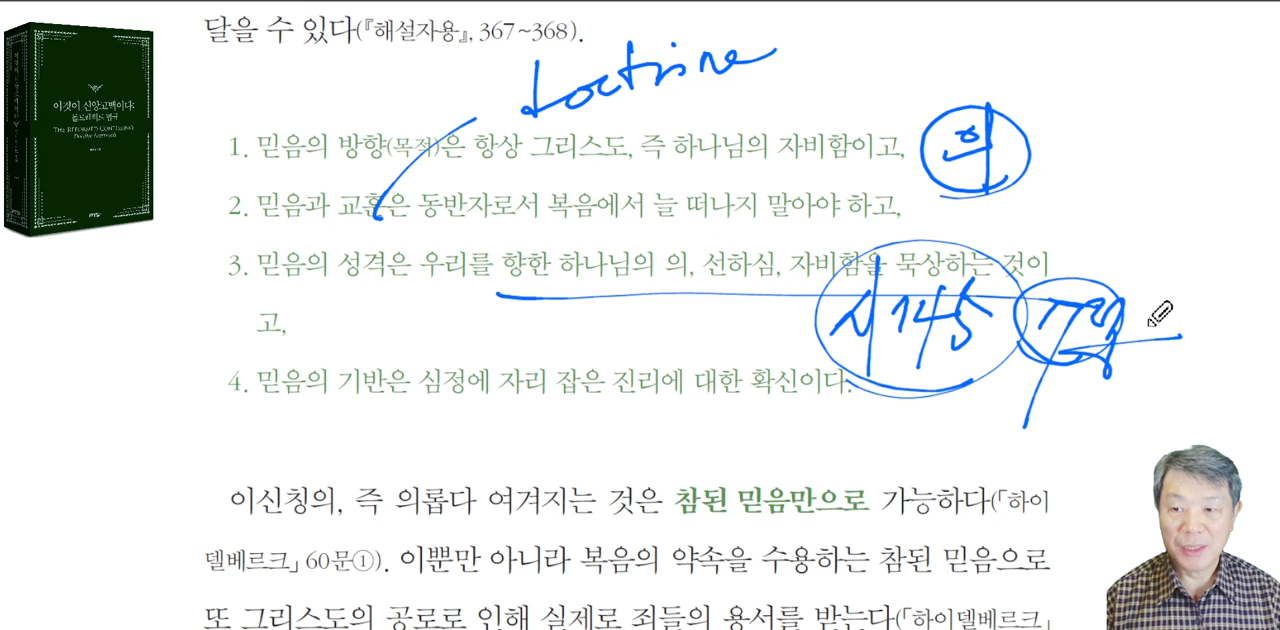 달을 수 있다(『해설자용』, 367~368).
doctrine
이것이 신앙고백이다:
돌트레히트 법규
THE REFORMED CONFESSING:
1. 믿음의 방향(목적)은 항상 그리스도, 즉 하나님의 자비함이고,
의
2. 믿음과 교훈은 동반자로서 복음에서 늘 떠나지 말아야 하고,
3. 믿음의 성격은 우리를 향한 하나님의 의, 선하심, 자비함을 묵상하는 것이
고,
시 145 7절
4. 믿음의 기반은 심정에 자리 잡은 진리에 대한 확신이다.
이신칭의, 즉 의롭다 여겨지는 것은 참된 믿음만으로 가능하다(「하이
델베르크」 60문①). 이뿐만 아니라 복음의 약속을 수용하는 참된 믿음으로
또 그리스도의 공로로 인해 실제로 죄들의 용서를 받는다(「하이델베르크」